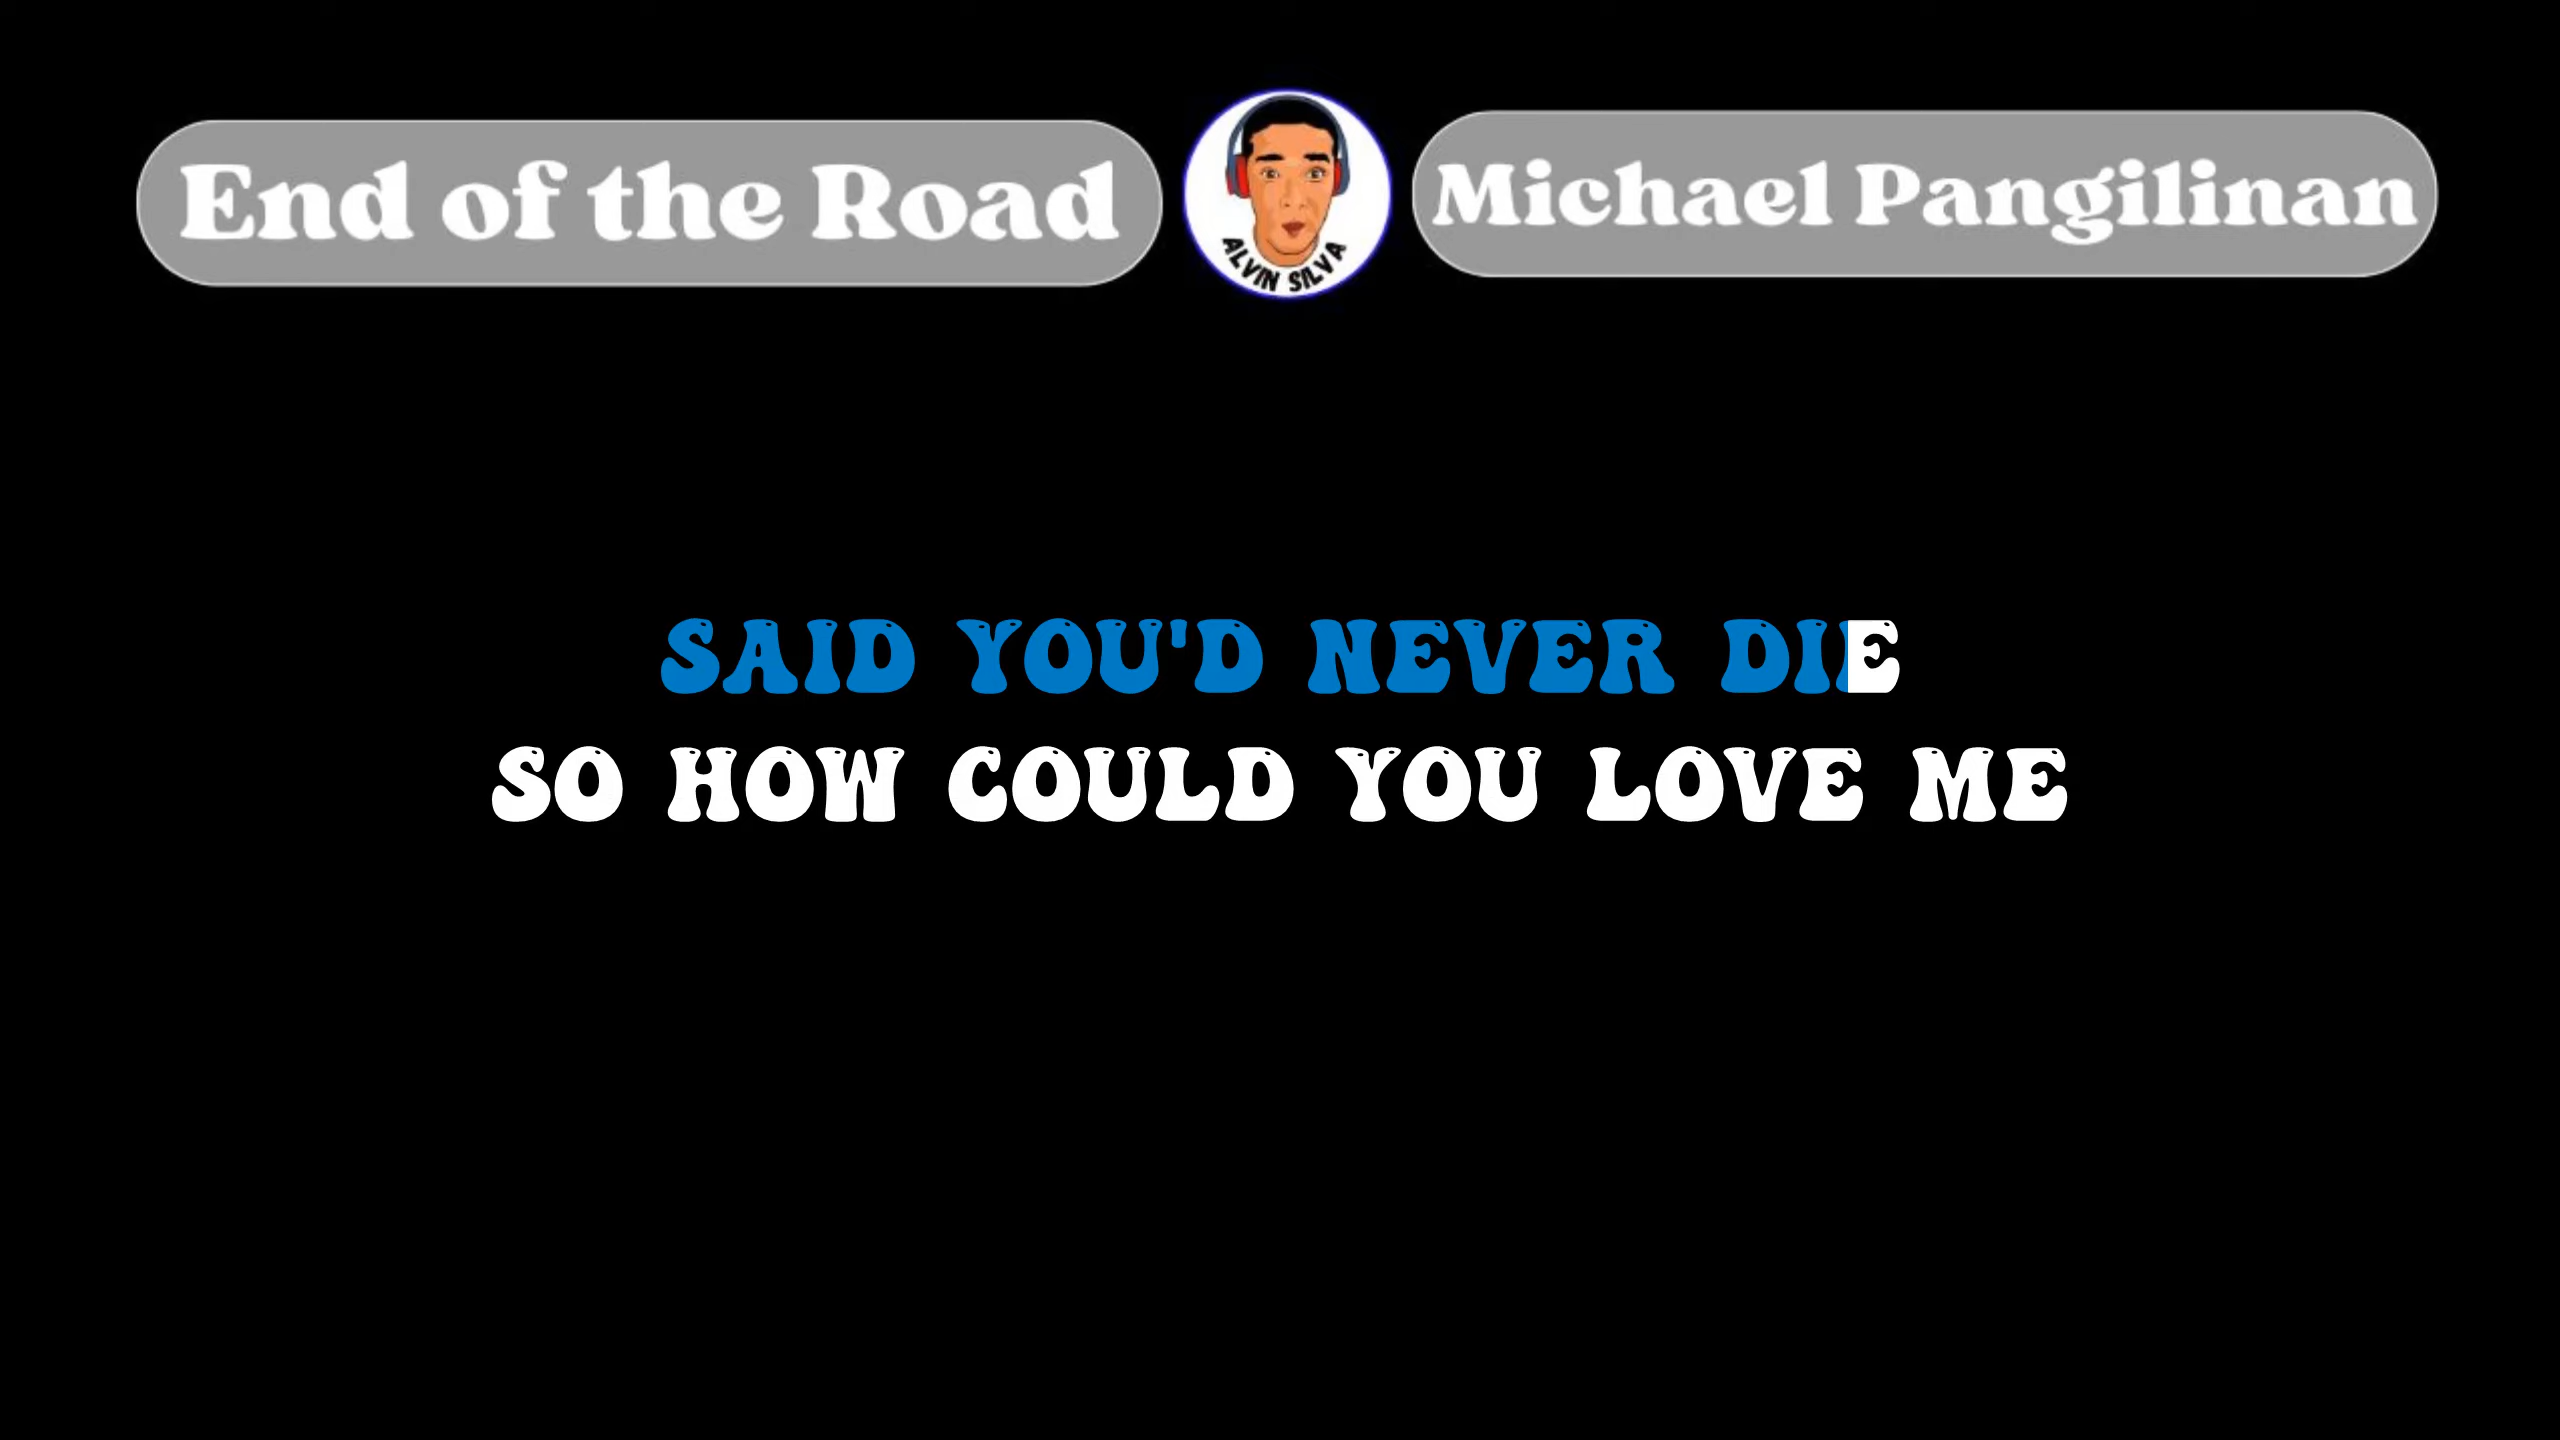 End of the Road
ALVIN SILVA
Michael Pangilinan
SAID YOU'D NEVER DIE
SO HOW COULD YOU LOVE ME